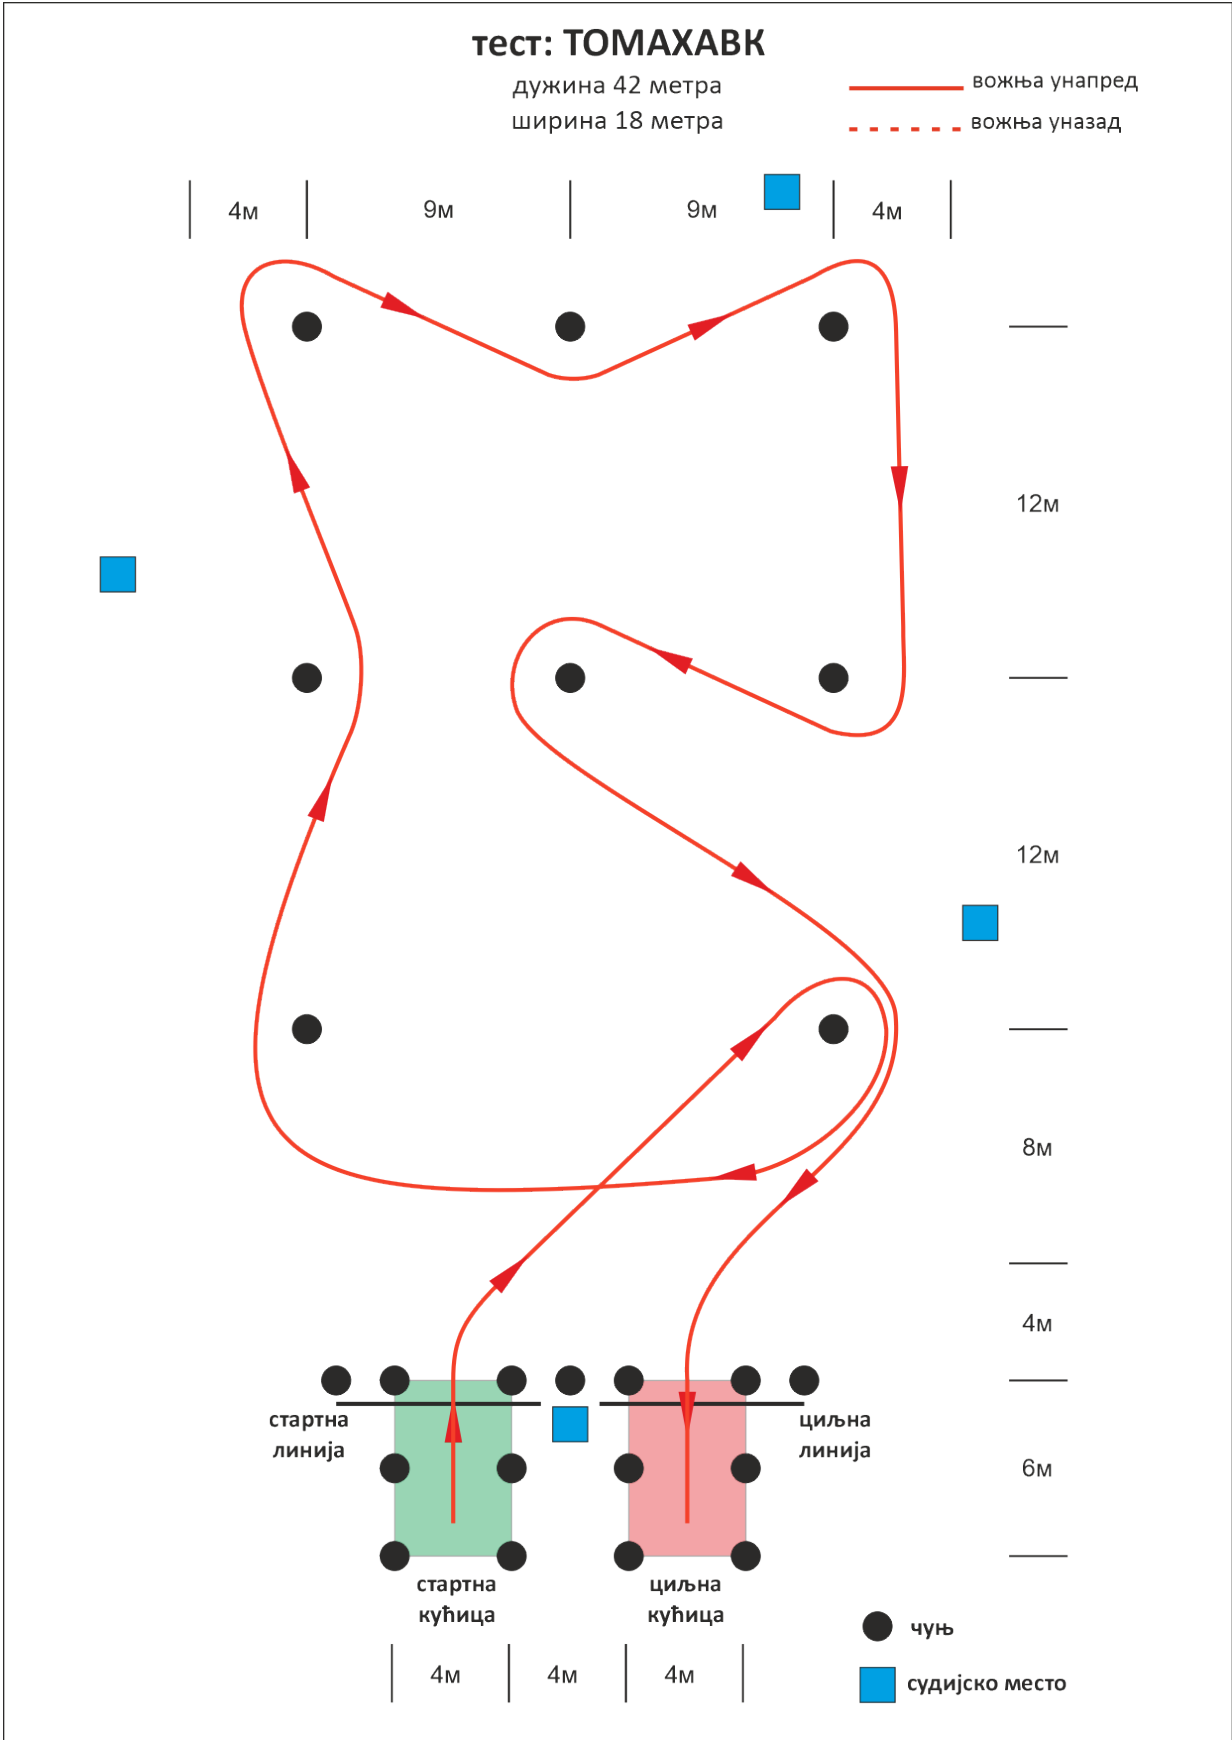 тест: ТОМАХАВК
дужина 42 метра
ширина 18 метра
вожња унапред
вожња уназад
4м
9м
9м
4м
12м
12м
8м
4м
6м
стартна
линија
циљна
линија
стартна
кућица
циљна
кућица
4м
4м
4м
чуњ
судијско место